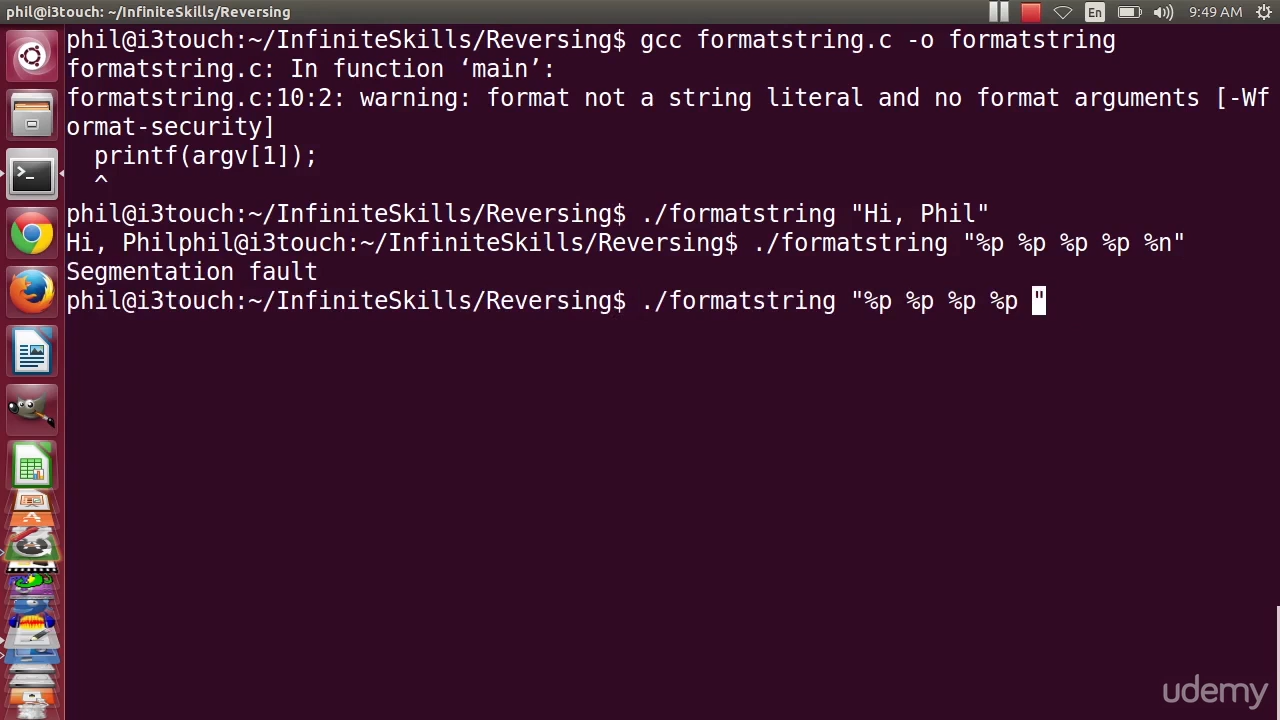 phil@i3touch: ~/InfiniteSkills/Reversing
En
9:49 AM
phil@i3touch:~/InfiniteSkills/Reversing$ gcc formatstring.c -o formatstring
formatstring.c: In function ‘main’:
formatstring.c:10:2: warning: format not a string literal and no format arguments [-Wf
ormat-security]
  printf(argv[1]);
  ^
phil@i3touch:~/InfiniteSkills/Reversing$ ./formatstring "Hi, Phil"
Hi, Philphil@i3touch:~/InfiniteSkills/Reversing$ ./formatstring "%p %p %p %p %n"
Segmentation fault
phil@i3touch:~/InfiniteSkills/Reversing$ ./formatstring "%p %p %p %p "
udemy